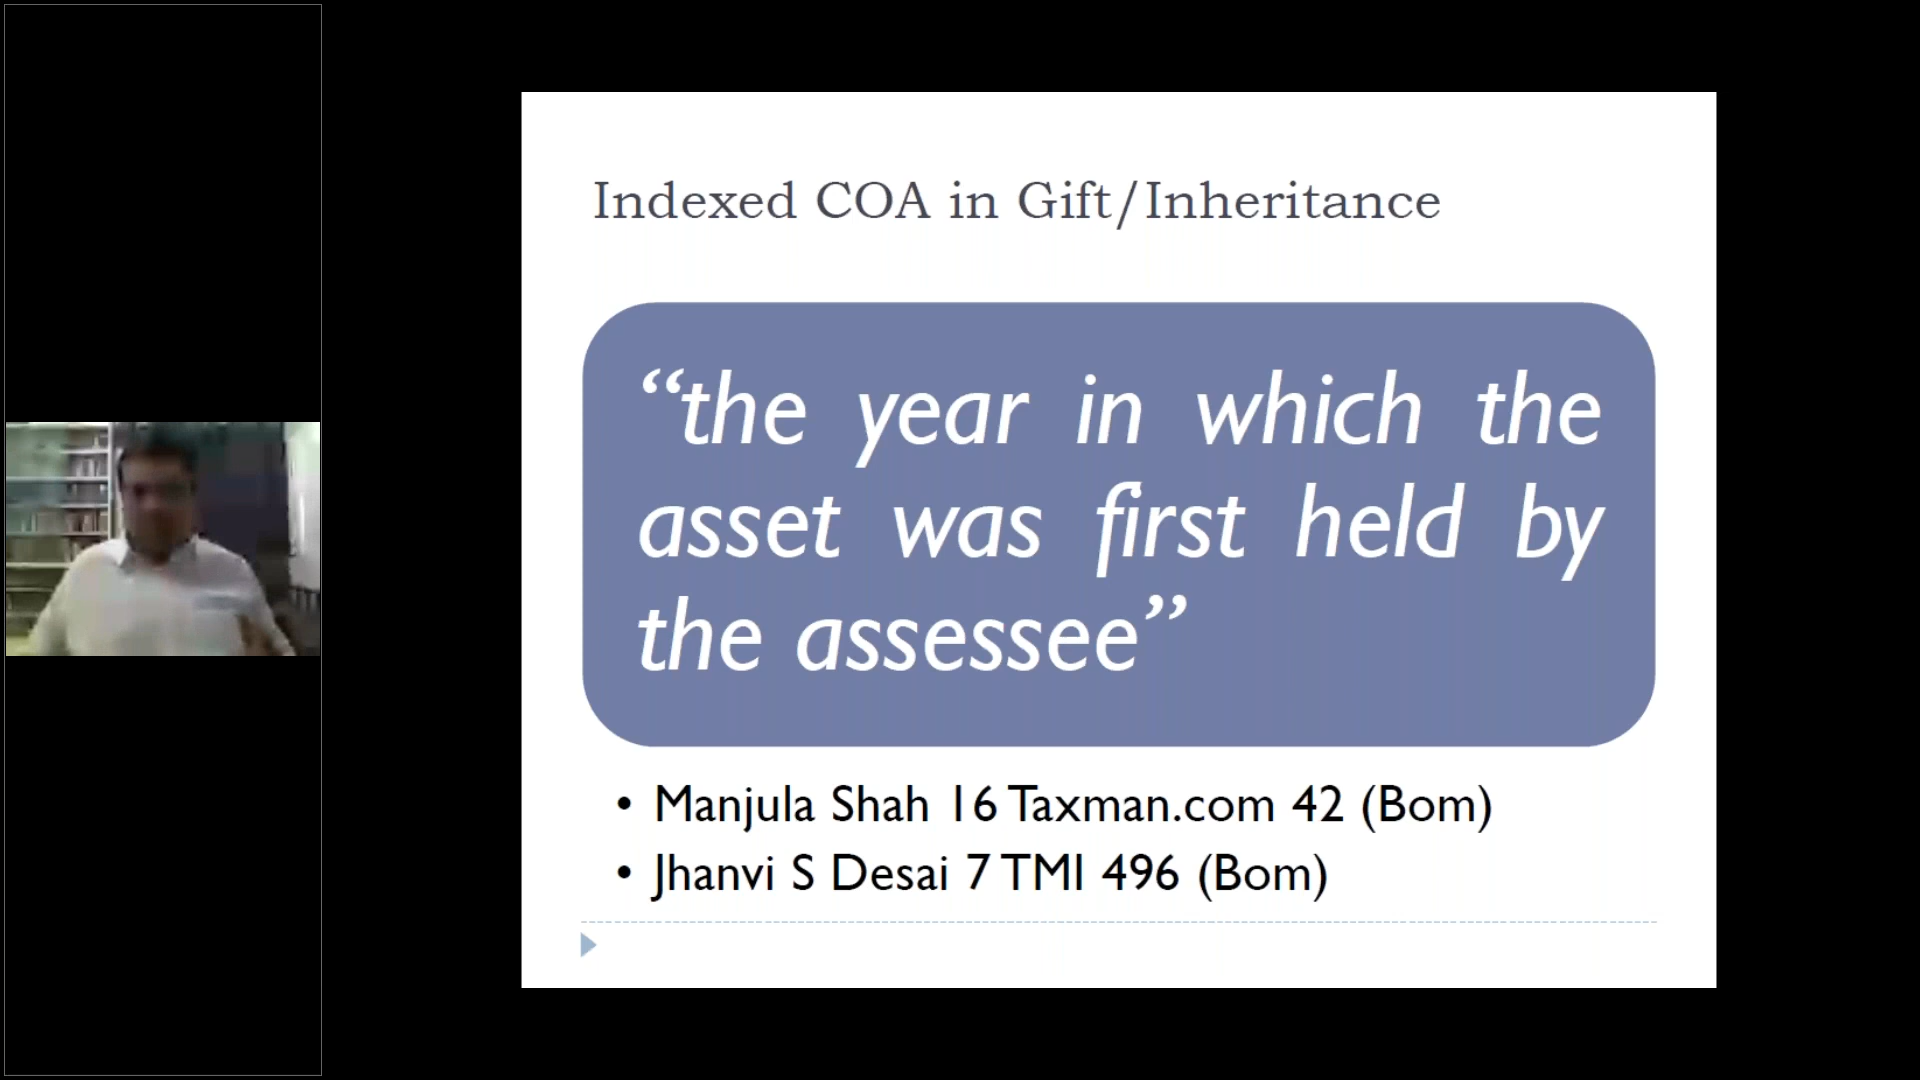 Indexed COA in Gift/Inheritance
“the year in which the
asset was first held by
the assessee”
• Manjula Shah 16 Taxman.com 42 (Bom)
• Jhanvi S Desai 7 TMI 496 (Bom)